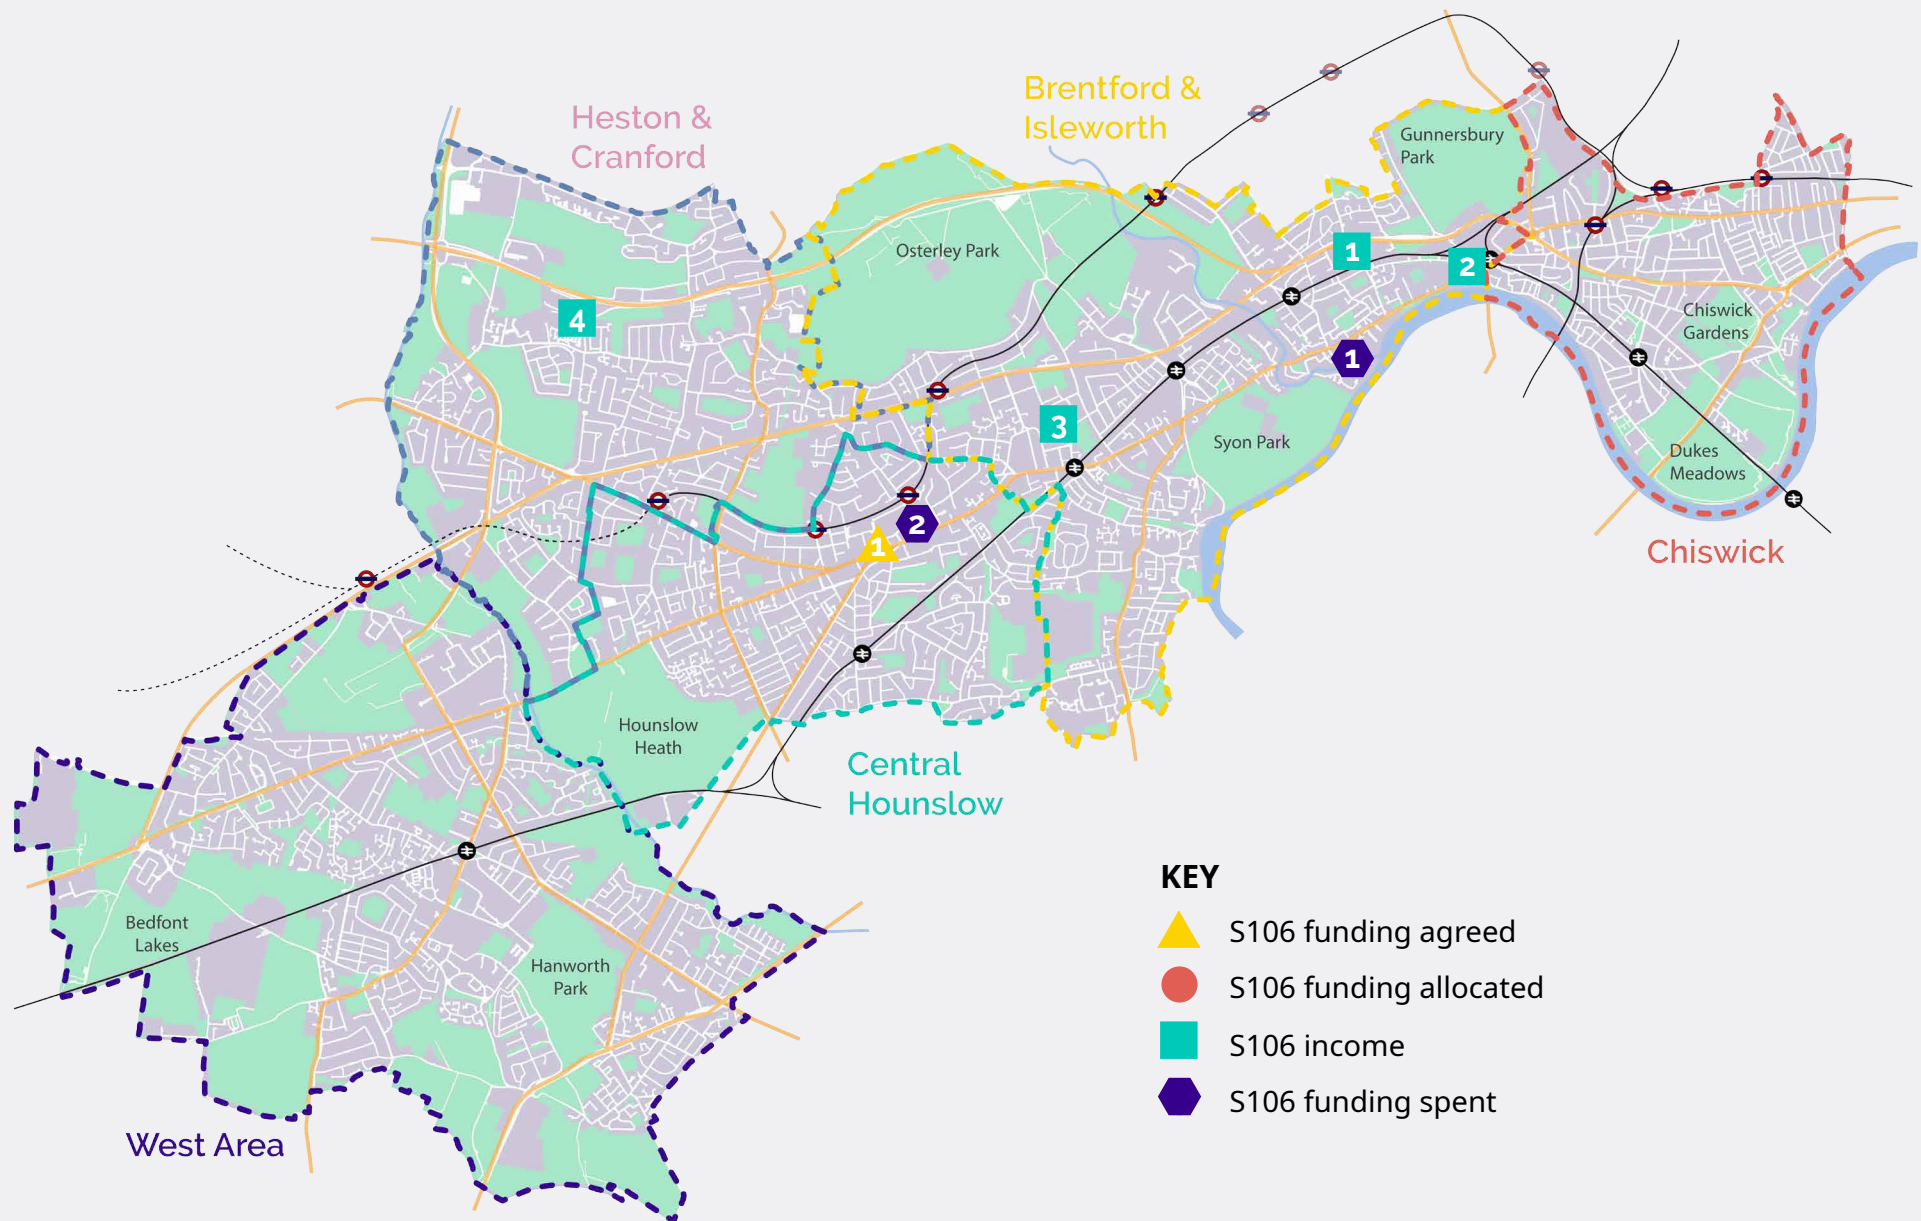 Brentford &
Isleworth
Heston &
Cranford
Gunnersbury
Park
Osterley Park
1
2
4
Chiswick
Gardens
1
3
Syon Park
Dukes
Meadows
2
1
Chiswick
Hounslow
Heath
Central
Hounslow
KEY
S106 funding agreed
S106 funding allocated
S106 income
S106 funding spent
Bedfont
Lakes
Hanworth
Park
West Area